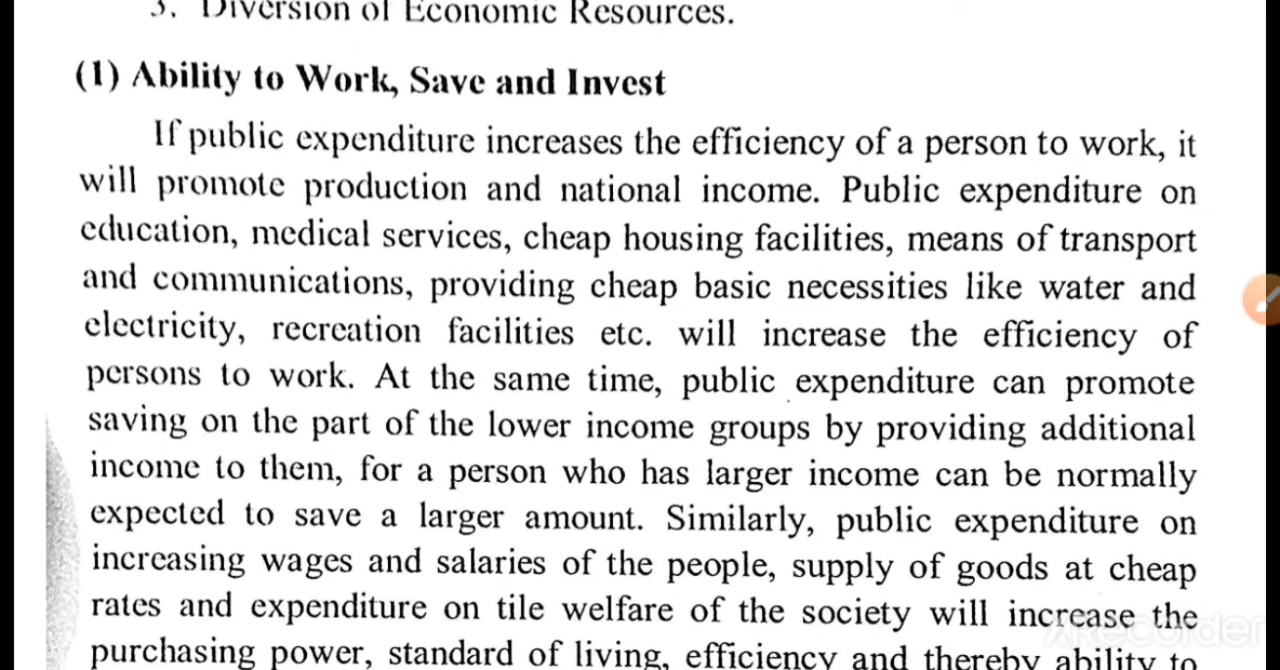 3. Diversion of Economic Resources.
(1) Ability to Work, Save and Invest
If public expenditure increases the efficiency of a person to work, it
will promote production and national income. Public expenditure on
education, medical services, cheap housing facilities, means of transport
and communications, providing cheap basic necessities like water and
electricity, recreation facilities etc. will increase the efficiency of
persons to work. At the same time, public expenditure can promote
saving on the part of the lower income groups by providing additional
income to them, for a person who has larger income can be normally
expected to save a larger amount. Similarly, public expenditure on
increasing wages and salaries of the people, supply of goods at cheap
rates and expenditure on tile welfare of the society will increase the
purchasing power, standard of living, efficiency and thereby ability to
XRecorder